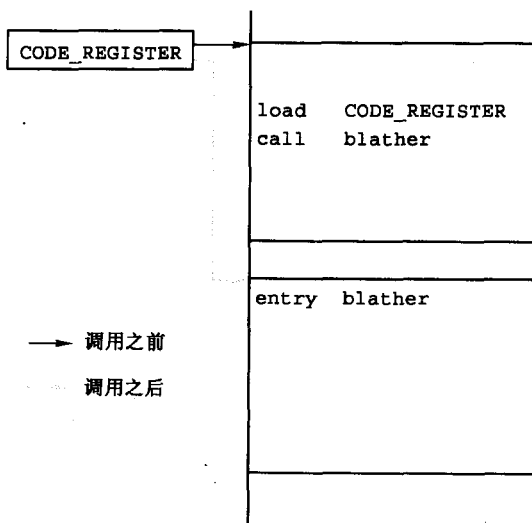 CODE_REGISTER
load CODE_REGISTER
call blather
entry blather
调用之前
调用之后